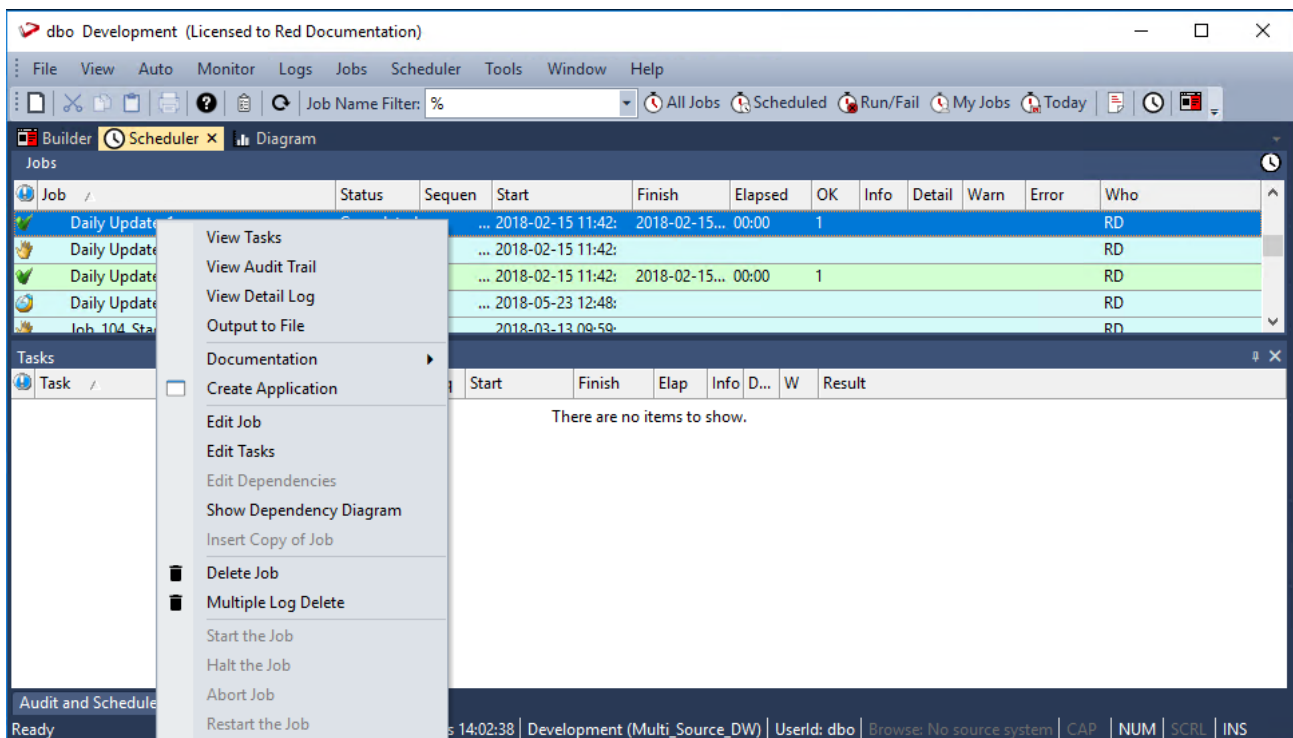 dbo Development (Licensed to Red Documentation)
File View Auto Monitor Logs Jobs Scheduler Tools Window Help
Job Name Filter: % All Jobs Scheduled Run/Fail My Jobs Today
Builder Scheduler × Diagram
Jobs
Job Status Sequen Start Finish Elapsed OK Info Detail Warn Error Who
Daily Update ... 2018-02-15 11:42: 2018-02-15... 00:00 1 RD
Daily Update ... 2018-02-15 11:42: RD
Daily Update ... 2018-02-15 11:42: 2018-02-15... 00:00 1 RD
Daily Update ... 2018-05-23 12:48: RD
Job_104_Sta 2018-03-13 09:59: RD
View Tasks
View Audit Trail
View Detail Log
Output to File
Documentation
Create Application
Edit Job
Edit Tasks
Edit Dependencies
Show Dependency Diagram
Insert Copy of Job
Delete Job
Multiple Log Delete
Start the Job
Halt the Job
Abort Job
Restart the Job
Tasks
Task Start Finish Elap Info D... W Result
There are no items to show.
Audit and Schedule
Ready s 14:02:38 Development (Multi_Source_DW) UserId: dbo Browse: No source system CAP NUM SCRL INS